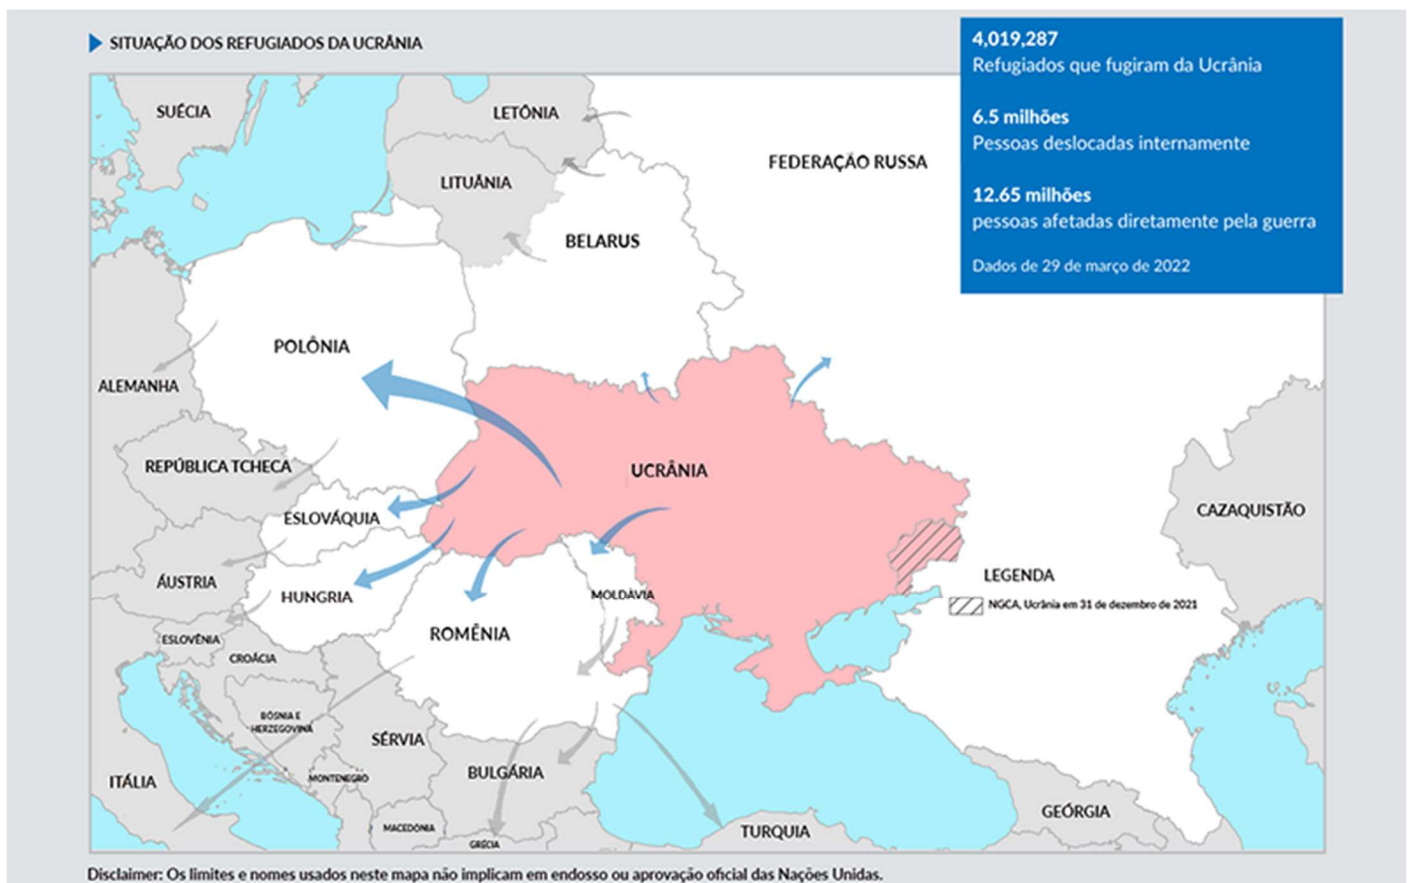 SITUAÇÃO DOS REFUGIADOS DA UCRÂNIA
4,019,287
Refugiados que fugiram da Ucrânia
6.5 milhões
Pessoas deslocadas internamente
12.65 milhões
pessoas afetadas diretamente pela guerra
Dados de 29 de março de 2022
SUÉCIA
LETÔNIA
FEDERAÇÃO RUSSA
LITUÂNIA
BELARUS
POLÔNIA
ALEMANHA
REPÚBLICA TCHECA
UCRÂNIA
ESLOVÁQUIA
CAZAQUISTÃO
ÁUSTRIA
HUNGRIA
MOLDÁVIA
LEGENDA
NGCA, Ucrânia em 31 de dezembro de 2021
ROMÊNIA
ESLOVÊNIA
CROÁCIA
BÓSNIA E
HERZEGOVINA
SÉRVIA
ITÁLIA
MONTENEGRO
BULGÁRIA
GEÓRGIA
MACEDÓNIA
TURQUIA
GRÉCIA
Disclaimer: Os limites e nomes usados neste mapa não implicam em endosso ou aprovação oficial das Nações Unidas.